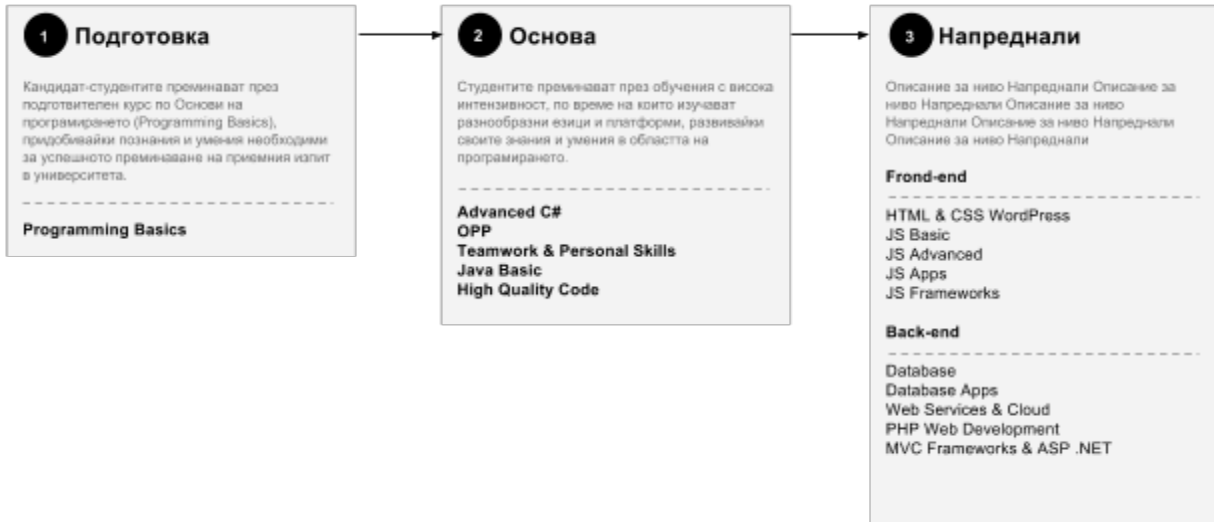 1 Подготовка
Кандидат-студентите преминават през
подготвителен курс по Основи на
програмирането (Programming Basics),
придобивайки познания и умения необходими
за успешното преминаване на приемния изпит
в университета.
Programming Basics
2 Основа
Студентите преминават през обучения с висока
интензивност, по време на които изучават
разнообразни езици и платформи, развивайки
своите знания и умения в областта на
програмирането.
Advanced C#
OPP
Teamwork & Personal Skills
Java Basic
High Quality Code
3 Напреднали
Описание за ниво Напреднали Описание за
ниво Напреднали Описание за ниво
Напреднали Описание за ниво Напреднали
Описание за ниво Напреднали
Frond-end
HTML & CSS WordPress
JS Basic
JS Advanced
JS Apps
JS Frameworks
Back-end
Database
Database Apps
Web Services & Cloud
PHP Web Development
MVC Frameworks & ASP .NET